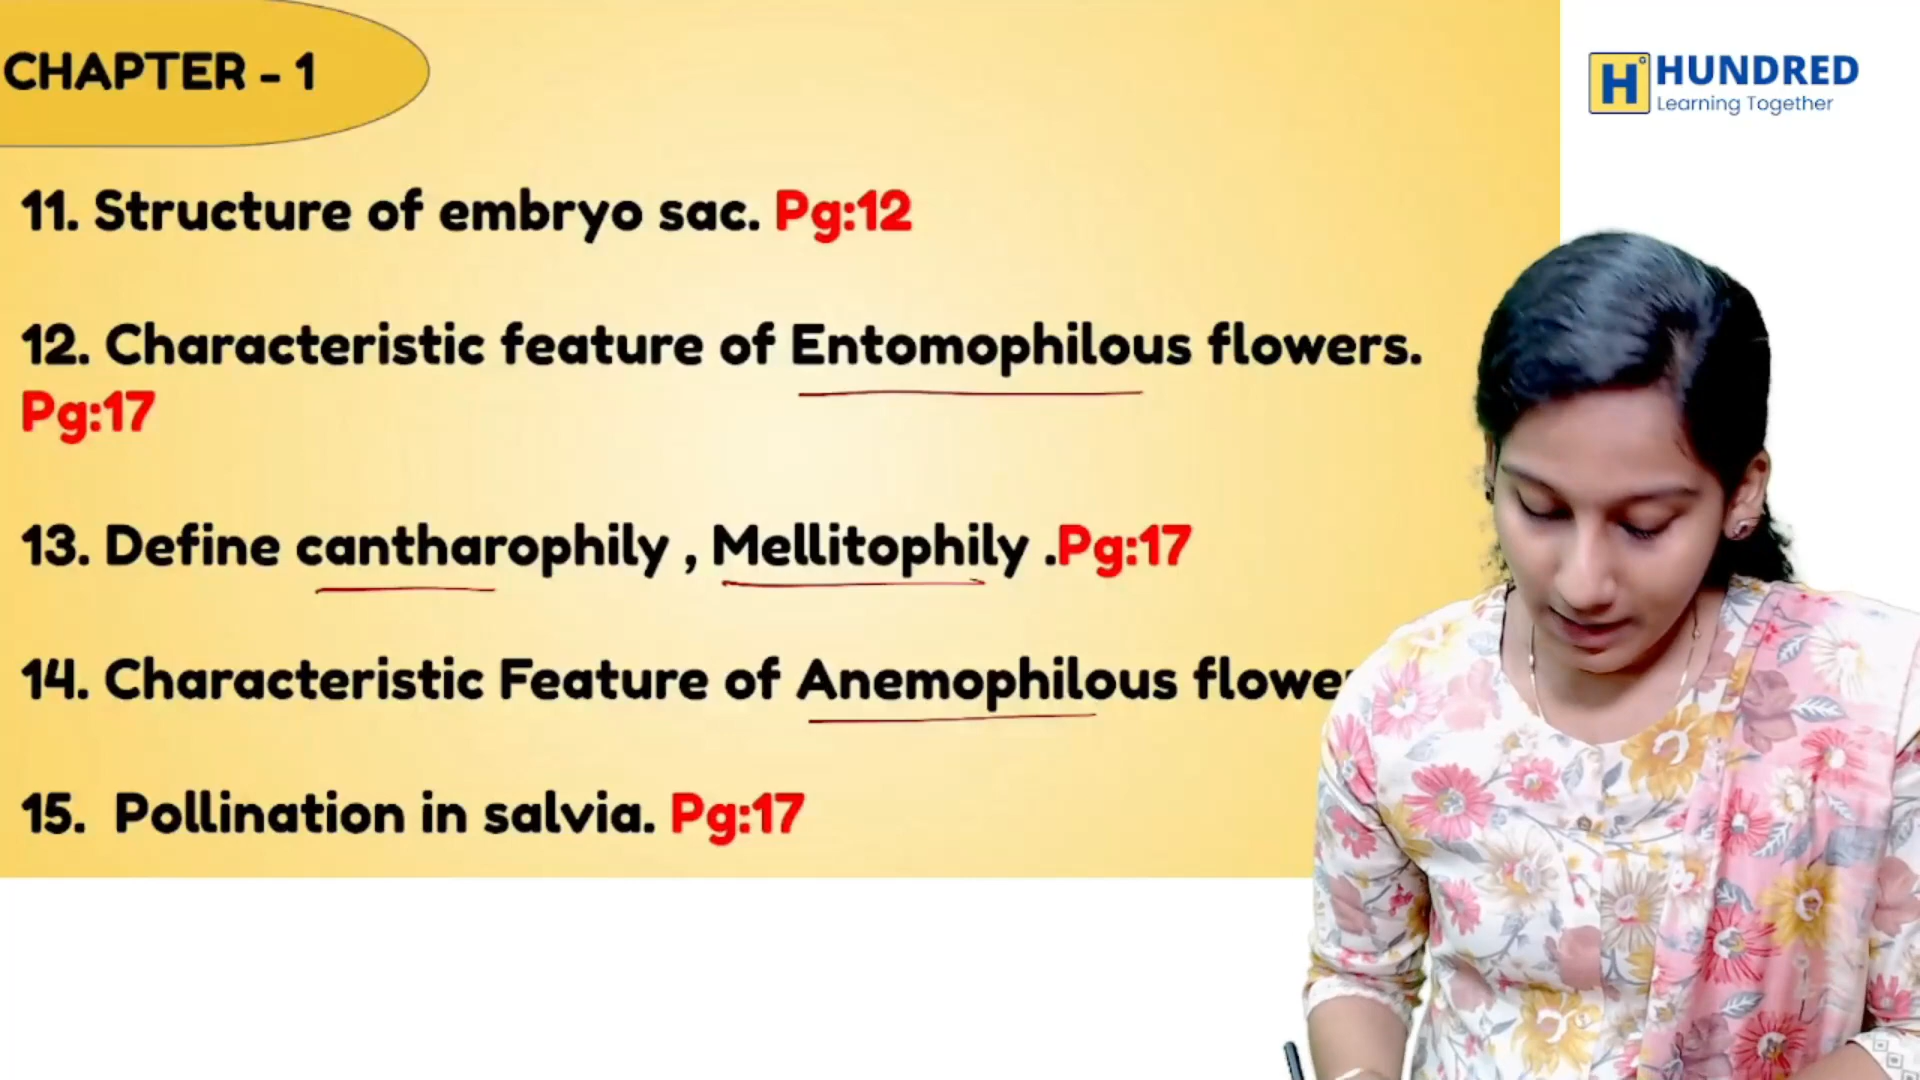 CHAPTER - 1
H° HUNDRED
Learning Together
11. Structure of embryo sac. Pg:12
12. Characteristic feature of Entomophilous flowers.
Pg:17
13. Define cantharophily , Mellitophily .Pg:17
14. Characteristic Feature of Anemophilous
15. Pollination in salvia. Pg:17